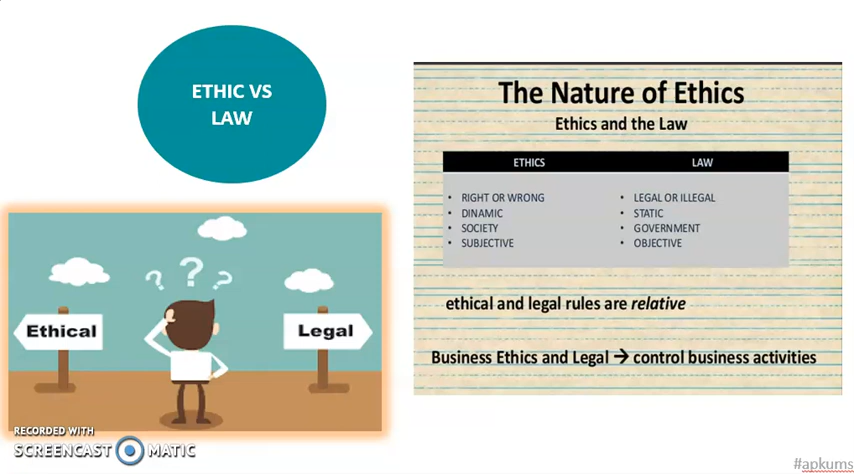 ETHIC VS
LAW
The Nature of Ethics
Ethics and the Law
ETHICS
LAW
• RIGHT OR WRONG
• DINAMIC
• SOCIETY
• SUBJECTIVE
• LEGAL OR ILLEGAL
• STATIC
• GOVERNMENT
• OBJECTIVE
ethical and legal rules are relative
Business Ethics and Legal → control business activities
? ? ?
Ethical
Legal
RECORDED WITH
SCREENCAST MATIC
#apkums